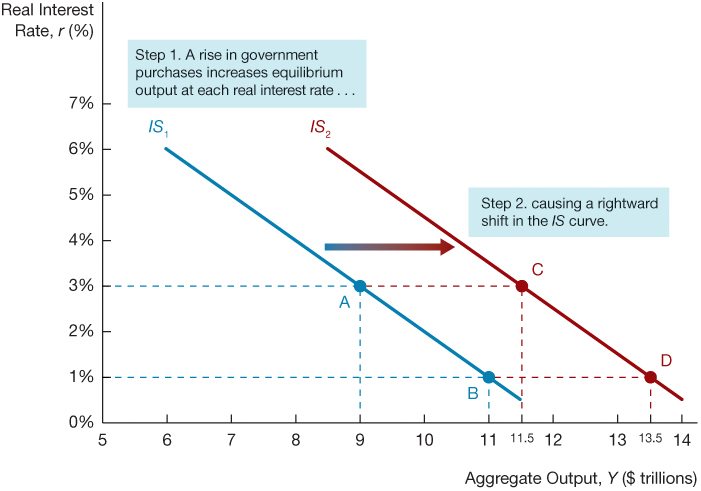 Real Interest
Rate, r (%)
Step 1. A rise in government
purchases increases equilibrium
output at each real interest rate . . .
7%
IS1
IS2
6%
5%
Step 2. causing a rightward
shift in the IS curve.
4%
C
3%
A
2%
D
1%
B
0%
5
6
7
8
9
10
11
11.5
12
13
13.5
14
Aggregate Output, Y ($ trillions)